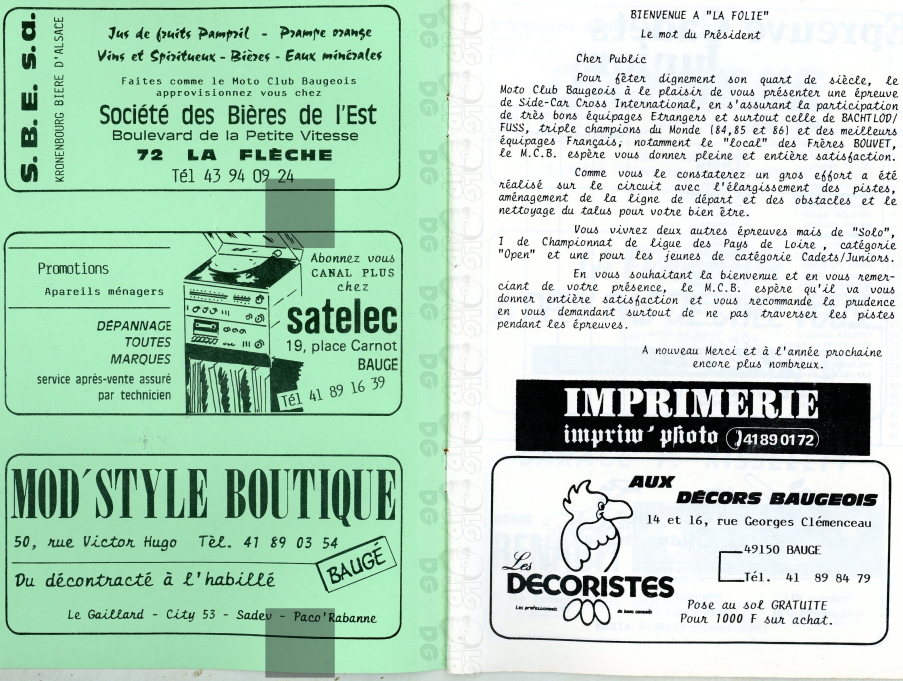 S.B.E. s.a.
KRONENBOURG BIERE D'ALSACE
Jus de fruits Pampril - Prampe orange
Vins et Spiritueux - Bières - Eaux minérales
Faites comme le Moto Club Baugeois
approvisionnez vous chez
Société des Bières de l'Est
Boulevard de la Petite Vitesse
72 LA FLÈCHE
Tél 43 94 09 24
Promotions
Apareils ménagers
DÉPANNAGE
TOUTES
MARQUES
service après-vente assuré
par technicien
Abonnez vous
CANAL PLUS
chez
satelec
19, place Carnot
BAUGÉ
Tél 41 89 16 39
MOD'STYLE BOUTIQUE
50, rue Victor Hugo Tèl. 41 89 03 54
Du décontracté à l'habillé
BAUGÉ
Le Gaillard - City 53 - Sadev - Paco'Rabanne
BIENVENUE A "LA FOLIE"
Le mot du Président
Cher Public
Pour fêter dignement son quart de siècle, le
Moto Club Baugeois à le plaisir de vous présenter une épreuve
de Side-Car Cross International, en s'assurant la participation
de très bons équipages Etrangers et surtout celle de BACHTLOD/
FUSS, triple champions du Monde (84,85 et 86) et des meilleurs
équipages Français; notamment le "local" des Frères BOUVET,
le M.C.B. espère vous donner pleine et entière satisfaction.
Comme vous le constaterez un gros effort a été
réalisé sur le circuit avec l'élargissement des pistes,
aménagement de la ligne de départ et des obstacles et le
nettoyage du talus pour votre bien être.
Vous vivrez deux autres épreuves mais de "Solo",
I de Championnat de ligue des Pays de Loire , catégorie
"Open" et une pour les jeunes de catégorie Cadets/Juniors.
En vous souhaitant la bienvenue et en vous remer-
ciant de votre présence, le M.C.B. espère qu'il va vous
donner entière satisfaction et vous recommande la prudence
en vous demandant surtout de ne pas traverser les pistes
pendant les épreuves.
A nouveau Merci et à l'année prochaine
encore plus nombreux.
IMPRIMERIE
imprim' photo 41 89 01 72
AUX
DÉCORS BAUGEOIS
14 et 16, rue Georges Clémenceau
49150 BAUGE
Tél. 41 89 84 79
Les
DECORISTES
Les professionnels du bons conseils
Pose au sol GRATUITE
Pour 1000 F sur achat.